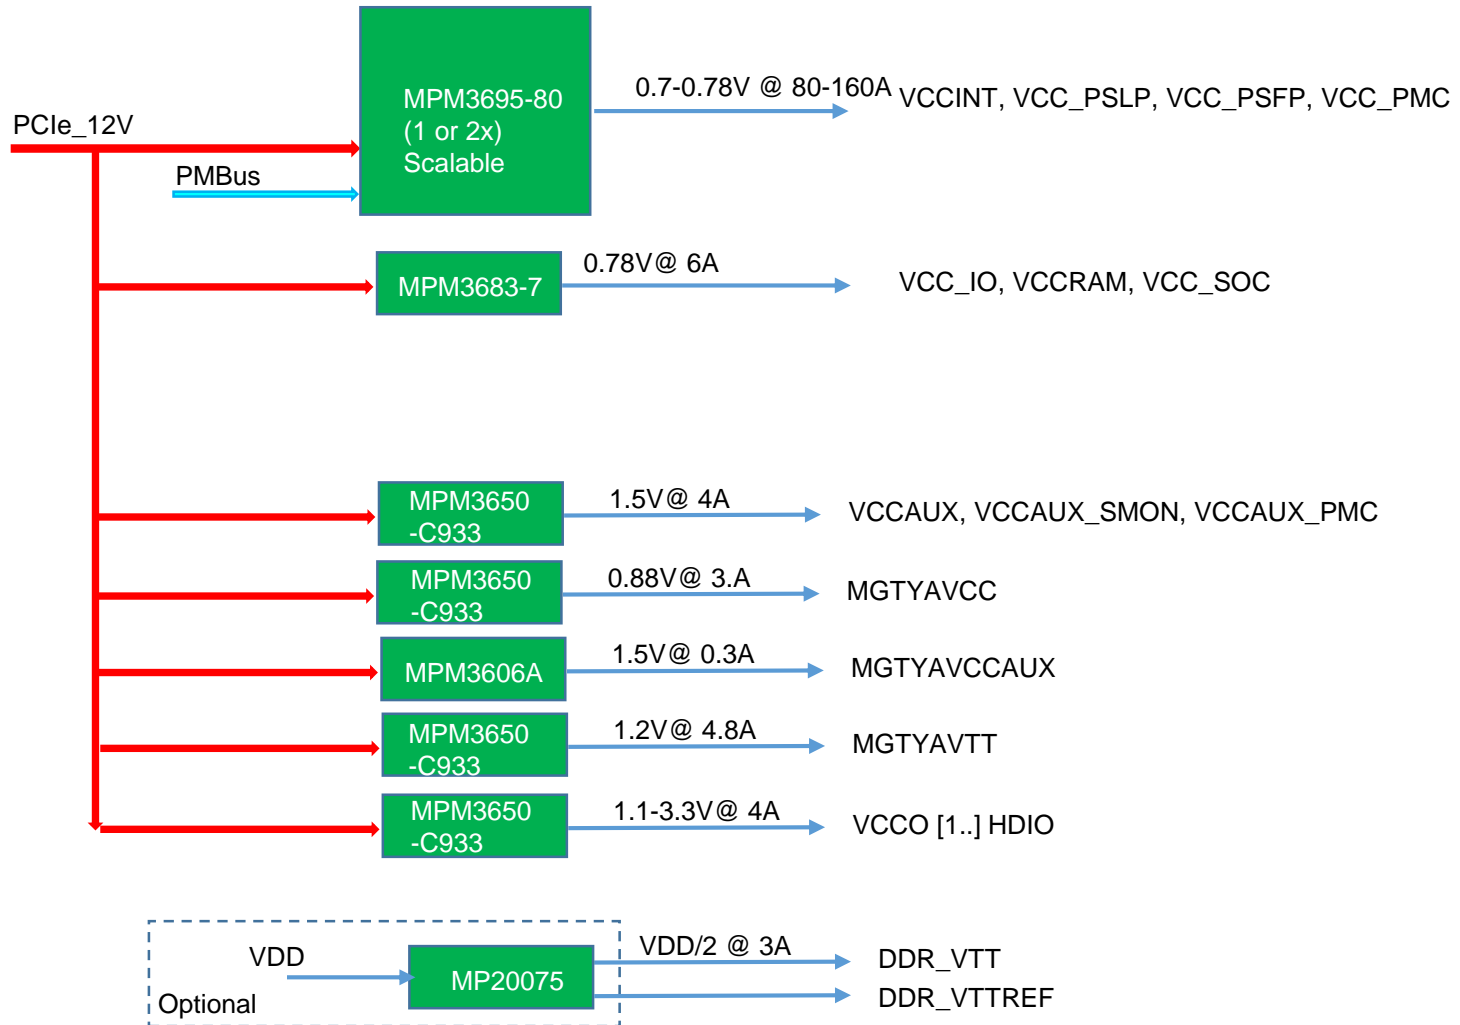 MPM3695-80
(1 or 2x)
Scalable
0.7-0.78V @ 80-160A
VCCINT, VCC_PSLP, VCC_PSFP, VCC_PMC
PCIe_12V
PMBus
MPM3683-7
0.78V@ 6A
VCC_IO, VCCRAM, VCC_SOC
MPM3650
-C933
1.5V@ 4A
VCCAUX, VCCAUX_SMON, VCCAUX_PMC
MPM3650
-C933
0.88V@ 3.A
MGTYAVCC
MPM3606A
1.5V@ 0.3A
MGTYAVCCAUX
MPM3650
-C933
1.2V@ 4.8A
MGTYAVTT
MPM3650
-C933
1.1-3.3V@ 4A
VCCO [1..] HDIO
VDD
MP20075
VDD/2 @ 3A
DDR_VTT
DDR_VTTREF
Optional